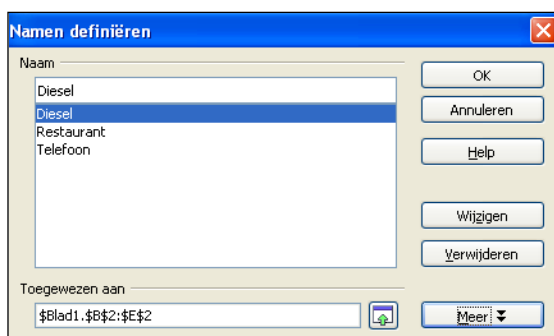 Namen definiëren
Naam
Diesel
Diesel
Restaurant
Telefoon
OK
Annuleren
Help
Wijzigen
Verwijderen
Toegewezen aan
$Blad1.$B$2:$E$2
Meer